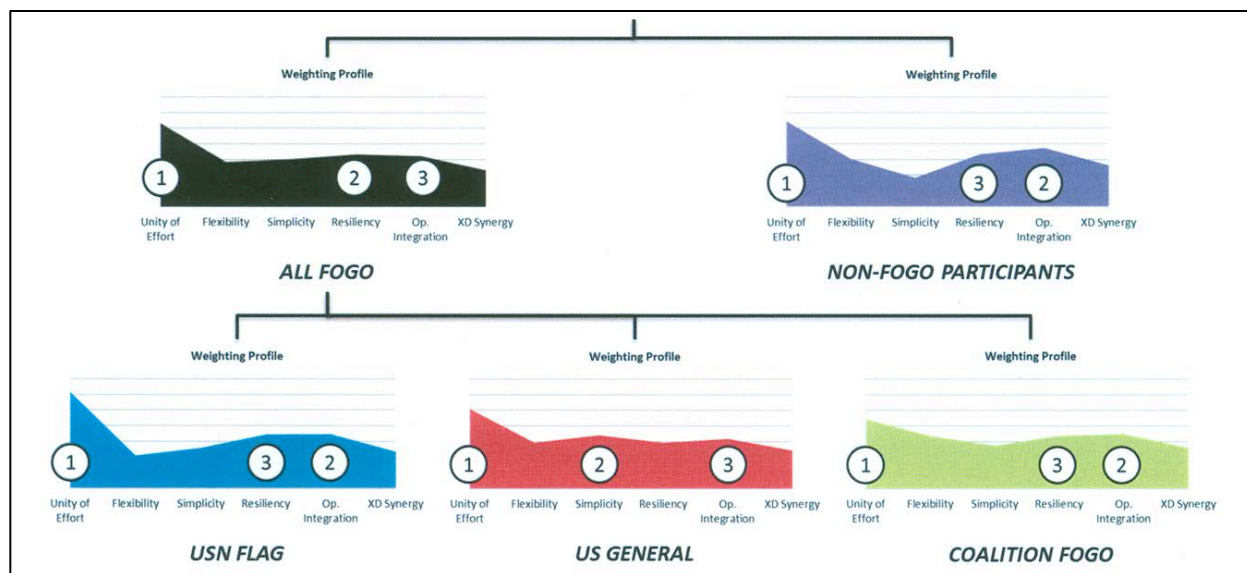 Weighting Profile
Weighting Profile
1
2
3
1
3
2
Unity of
Effort
Flexibility
Simplicity
Resiliency
Op.
Integration
XD Synergy
Unity of
Effort
Flexibility
Simplicity
Resiliency
Op.
Integration
XD Synergy
ALL FOGO
NON-FOGO PARTICIPANTS
Weighting Profile
Weighting Profile
Weighting Profile
1
3
2
1
2
3
1
3
2
Unity of
Effort
Flexibility
Simplicity
Resiliency
Op.
Integration
XD Synergy
Unity of
Effort
Flexibility
Simplicity
Resiliency
Op.
Integration
XD Synergy
Unity of
Effort
Flexibility
Simplicity
Resiliency
Op.
Integration
XD Synergy
USN FLAG
US GENERAL
COALITION FOGO